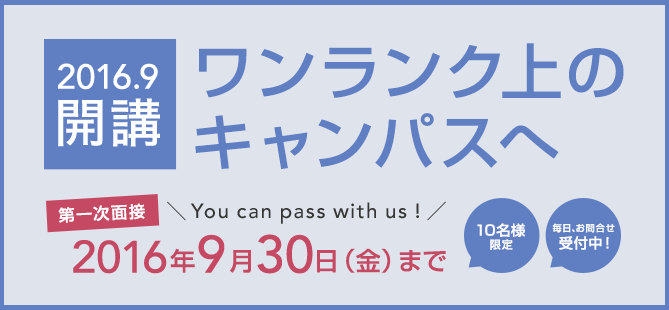 2016.9
開講
ワンランク上の
キャンパスへ
第一次面接
＼ You can pass with us ! ／
2016年9月30日（金）まで
10名様
限定
毎日、お問合せ
受付中！